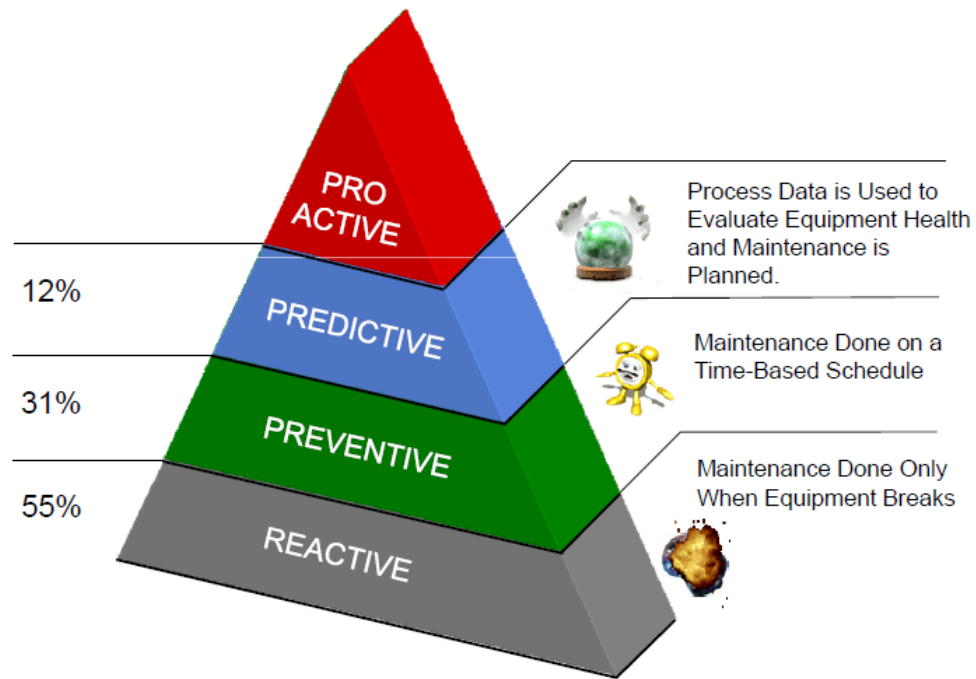 PRO
ACTIVE
Process Data is Used to
Evaluate Equipment Health
and Maintenance is
Planned.
12%
PREDICTIVE
Maintenance Done on a
Time-Based Schedule
31%
PREVENTIVE
Maintenance Done Only
When Equipment Breaks
55%
REACTIVE